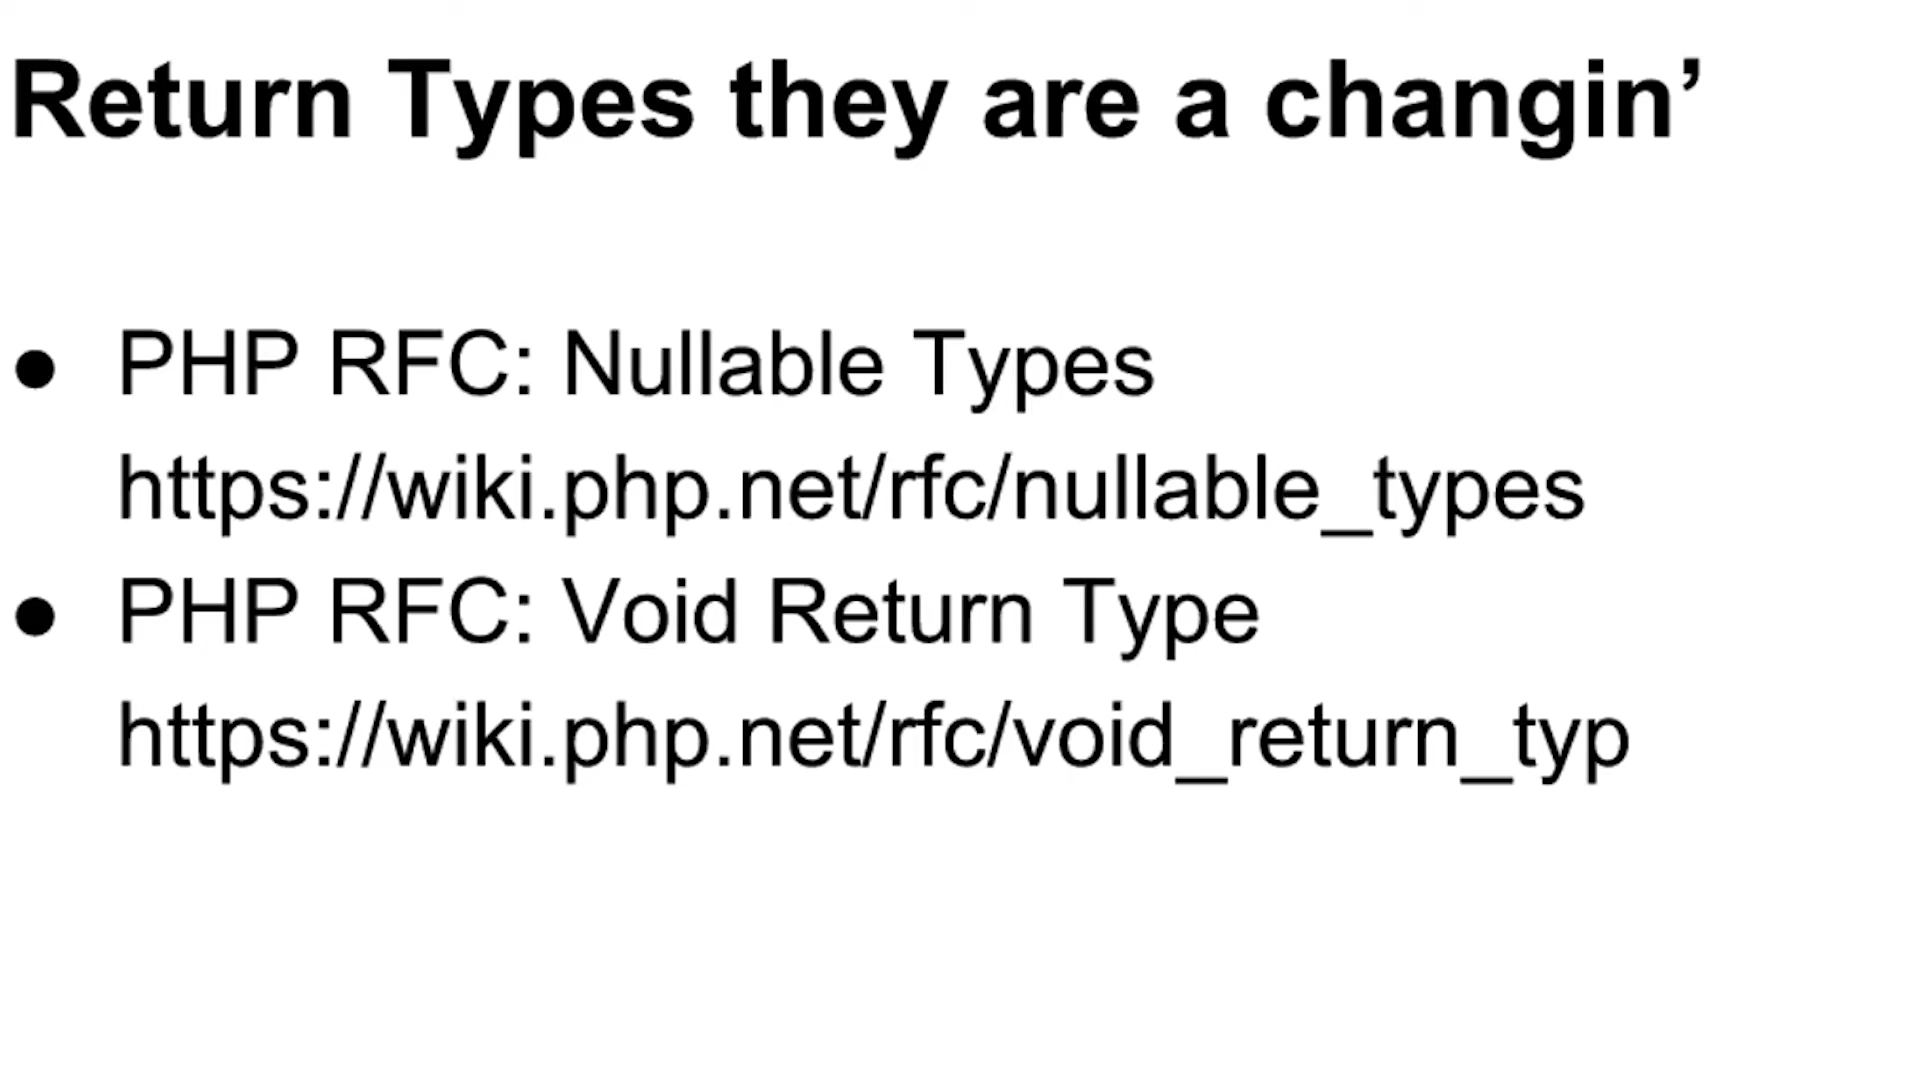 Return Types they are a changin’
● PHP RFC: Nullable Types
https://wiki.php.net/rfc/nullable_types
● PHP RFC: Void Return Type
https://wiki.php.net/rfc/void_return_typ